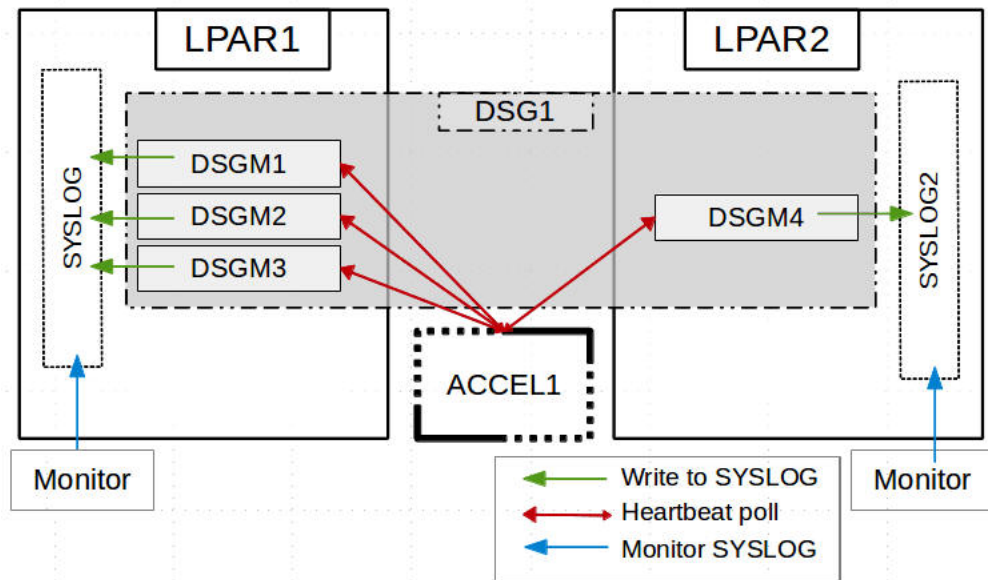 LPAR1
LPAR2
DSG1
SYSLOG
DSGM1
DSGM2
DSGM3
DSGM4
SYSLOG2
ACCEL1
Monitor
Monitor
Write to SYSLOG
Heartbeat poll
Monitor SYSLOG